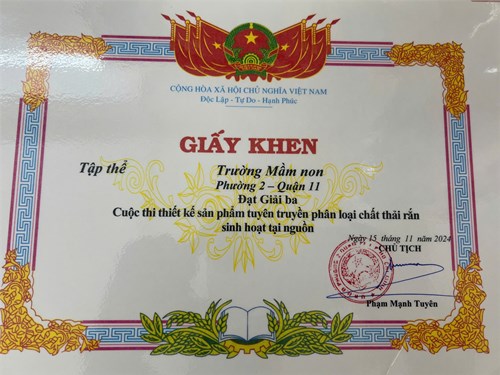 CỘNG HÒA XÃ HỘI CHỦ NGHĨA VIỆT NAM
Độc Lập - Tự Do - Hạnh Phúc
GIẤY KHEN
Tập thể Trường Mầm non
Phường 2 – Quận 11
Đạt Giải ba
Cuộc thi thiết kế sản phẩm tuyên truyền phân loại chất thải rắn
sinh hoạt tại nguồn
Ngày 15 tháng 11 năm 2024
CHỦ TỊCH
Phạm Mạnh Tuyên